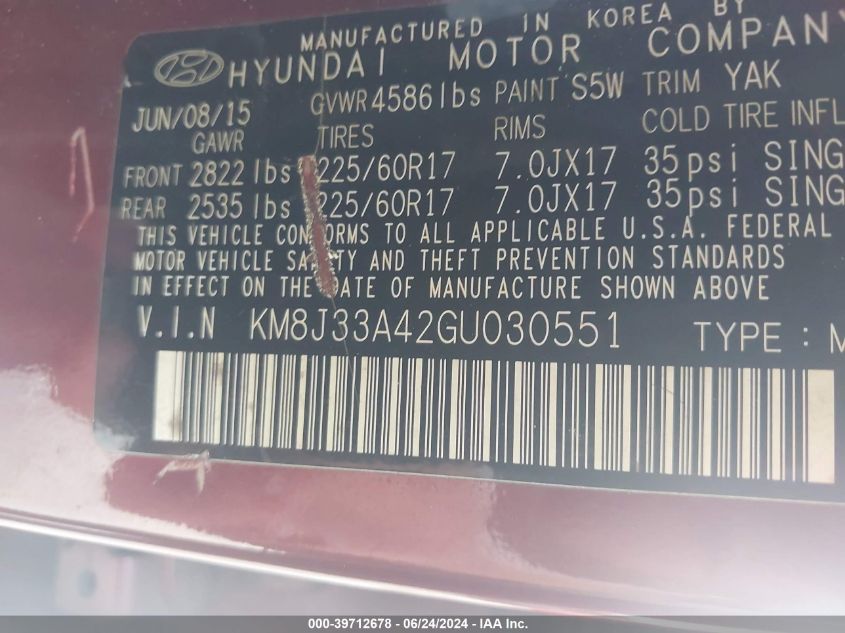 MANUFACTURED IN KOREA BY
HYUNDAI MOTOR COMPANY
JUN/08/15 GVWR 4586 lbs PAINT S5W TRIM YAK
GAWR TIRES RIMS COLD TIRE INFL
FRONT 2822 lbs 225/60R17 7.0JX17 35psi SING
REAR 2535 lbs 225/60R17 7.0JX17 35psi SING
THIS VEHICLE CONFORMS TO ALL APPLICABLE U.S.A. FEDERAL
MOTOR VEHICLE SAFETY AND THEFT PREVENTION STANDARDS
IN EFFECT ON THE DATE OF MANUFACTURE SHOWN ABOVE
V.I.N KM8J33A42GU030551 TYPE : M
000-39712678 - 06/24/2024 - IAA Inc.